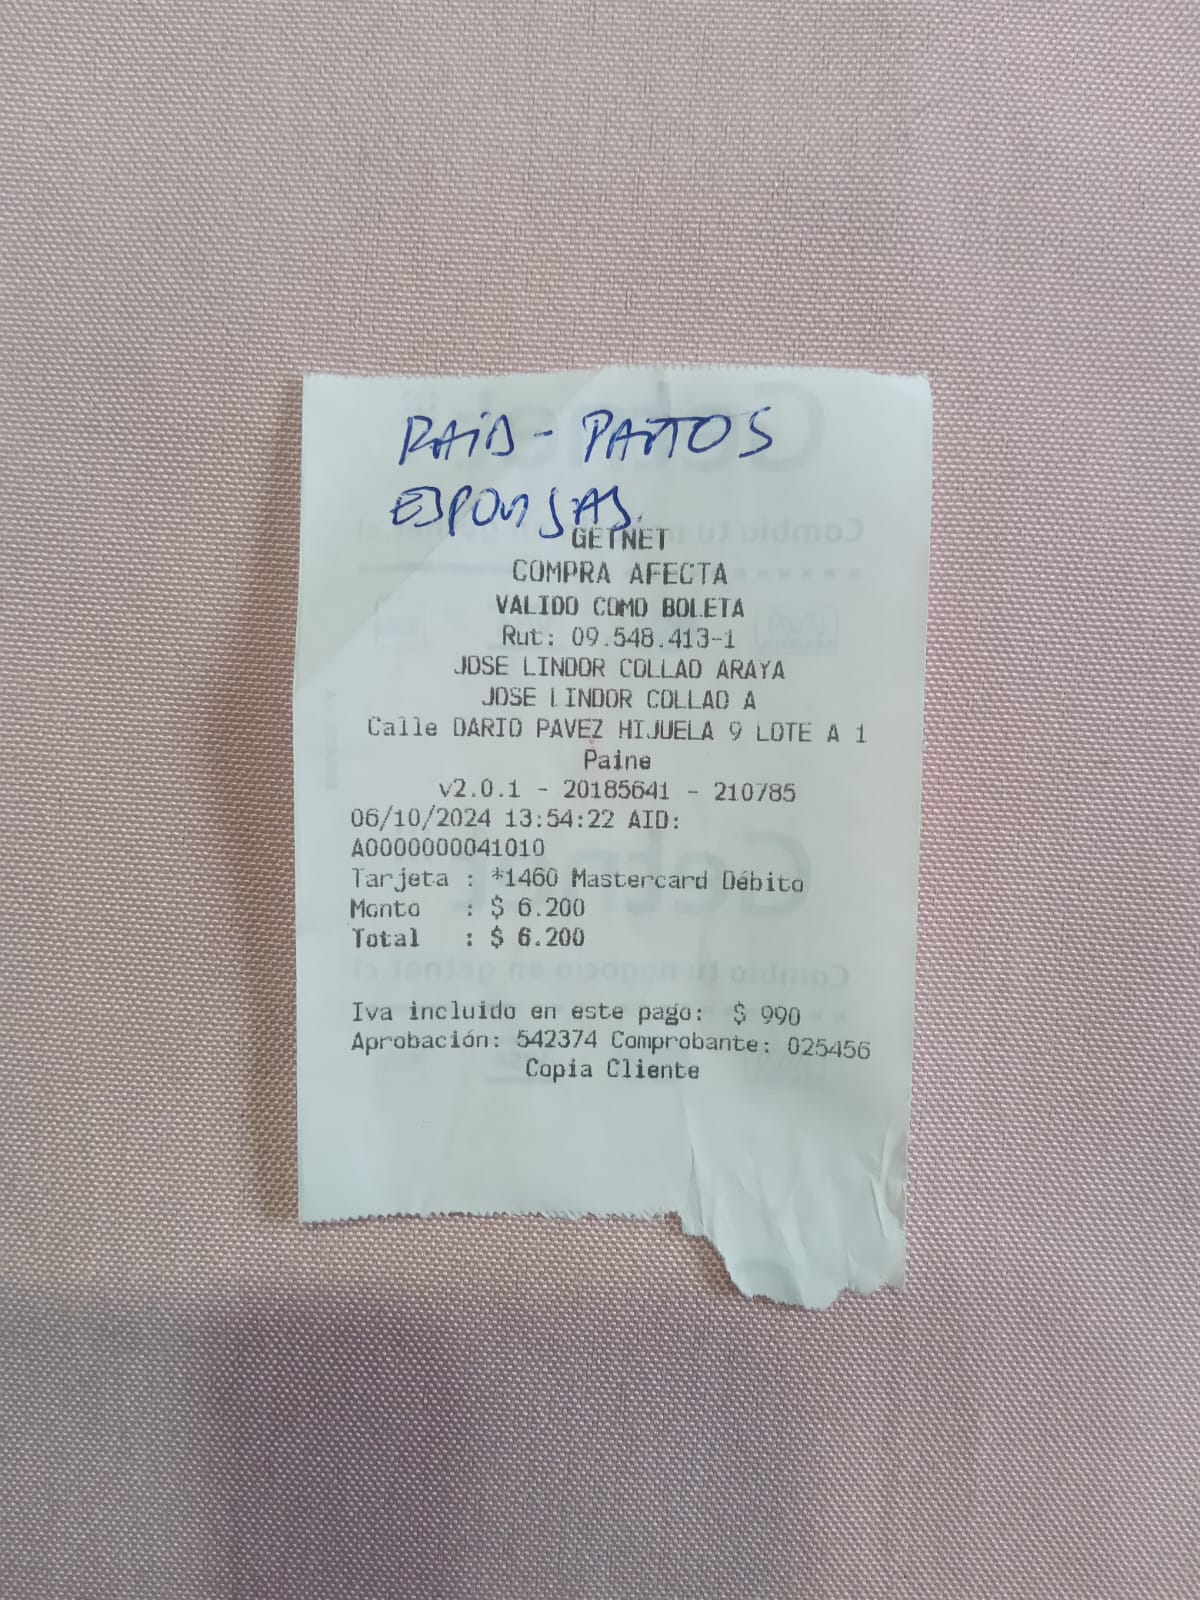 RAID - PAÑOS
ESPONJAS.
GETNET
COMPRA AFECTA
VALIDO COMO BOLETA
Rut: 09.548.413-1
JOSE LINDOR COLLAO ARAYA
JOSE LINDOR COLLAO A
Calle DARIO PAVEZ HIJUELA 9 LOTE A 1
Paine
v2.0.1 - 20185641 - 210785
06/10/2024 13:54:22 AID:
A0000000041010
Tarjeta : *1460 Mastercard Débito
Monto : $ 6.200
Total : $ 6.200
Iva incluido en este pago: $ 990
Aprobación: 542374 Comprobante: 025456
Copia Cliente